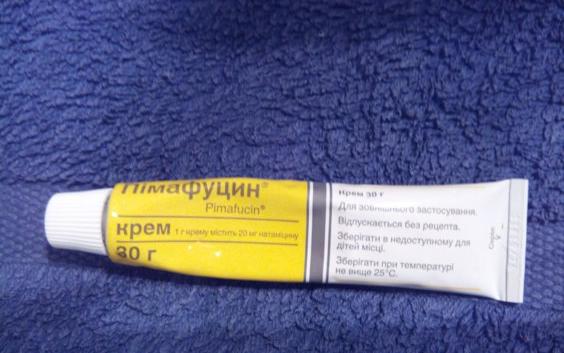 Пімафуцин®
Pimafucin®
крем 1 г крему містить 20 мг натаміцину
30 г
Крем 30 г
Для зовнішнього застосування.
Відпускається без рецепта.
Зберігати в недоступному для
дітей місці.
Зберігати при температурі
не вище 25°С.